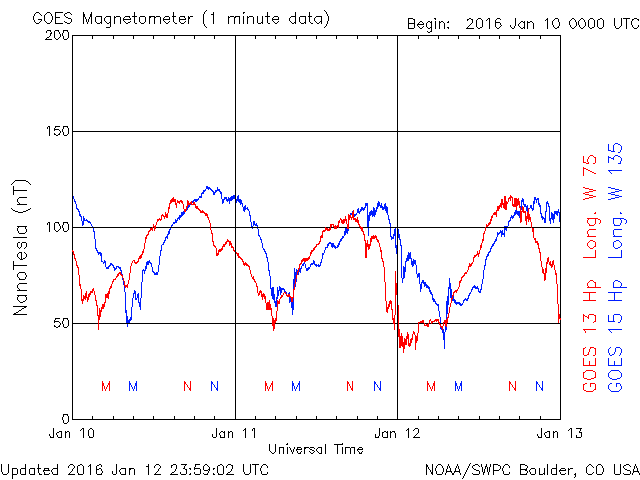 GOES Magnetometer (1 minute data)
Begin: 2016 Jan 10 0000 UTC
200
150
100
50
0
NanoTesla (nT)
M M N N M M N N M M N N
Jan 10 Jan 11 Jan 12 Jan 13
Universal Time
GOES 13 Hp Long. W 75
GOES 15 Hp Long. W 135
Updated 2016 Jan 12 23:59:02 UTC
NOAA/SWPC Boulder, CO USA